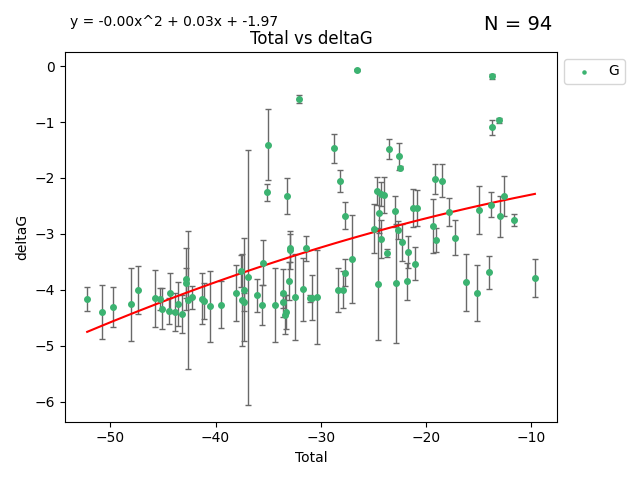 y = -0.00x^2 + 0.03x + -1.97
N = 94
Total vs deltaG
G
0
−1
−2
−3
−4
−5
−6
deltaG
−50 −40 −30 −20 −10
Total